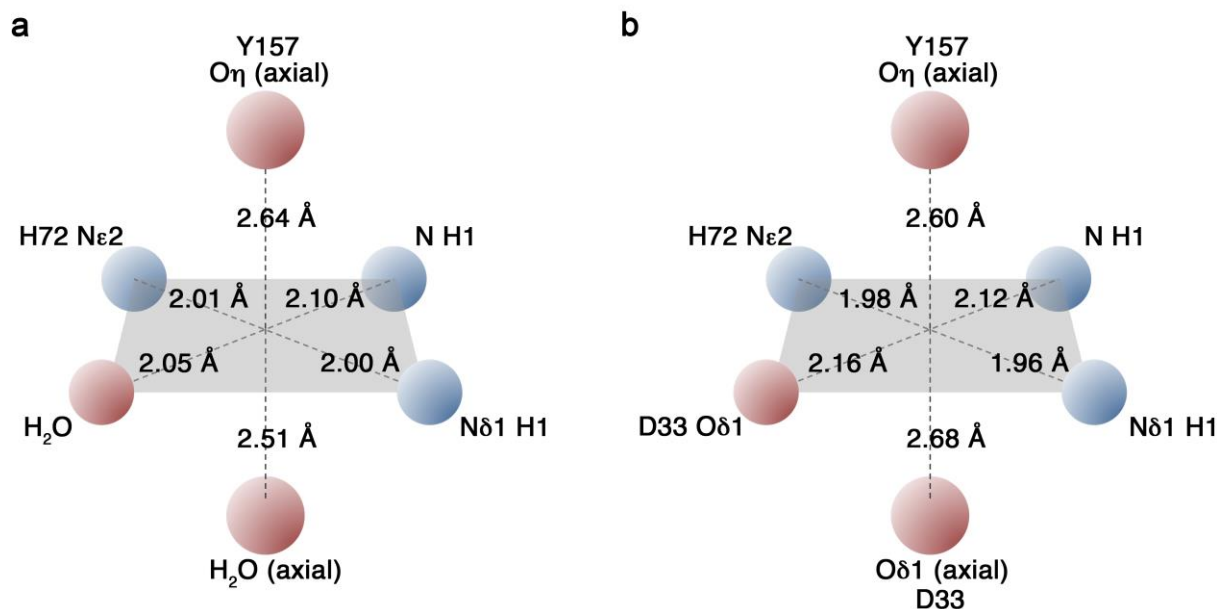 a
Y157
Oη (axial)
2.64 Å
H72 Nε2
N H1
2.01 Å
2.10 Å
2.05 Å
2.00 Å
H₂O
Nδ1 H1
2.51 Å
H₂O (axial)
b
Y157
Oη (axial)
2.60 Å
H72 Nε2
N H1
1.98 Å
2.12 Å
2.16 Å
1.96 Å
D33 Oδ1
Nδ1 H1
2.68 Å
Oδ1 (axial)
D33